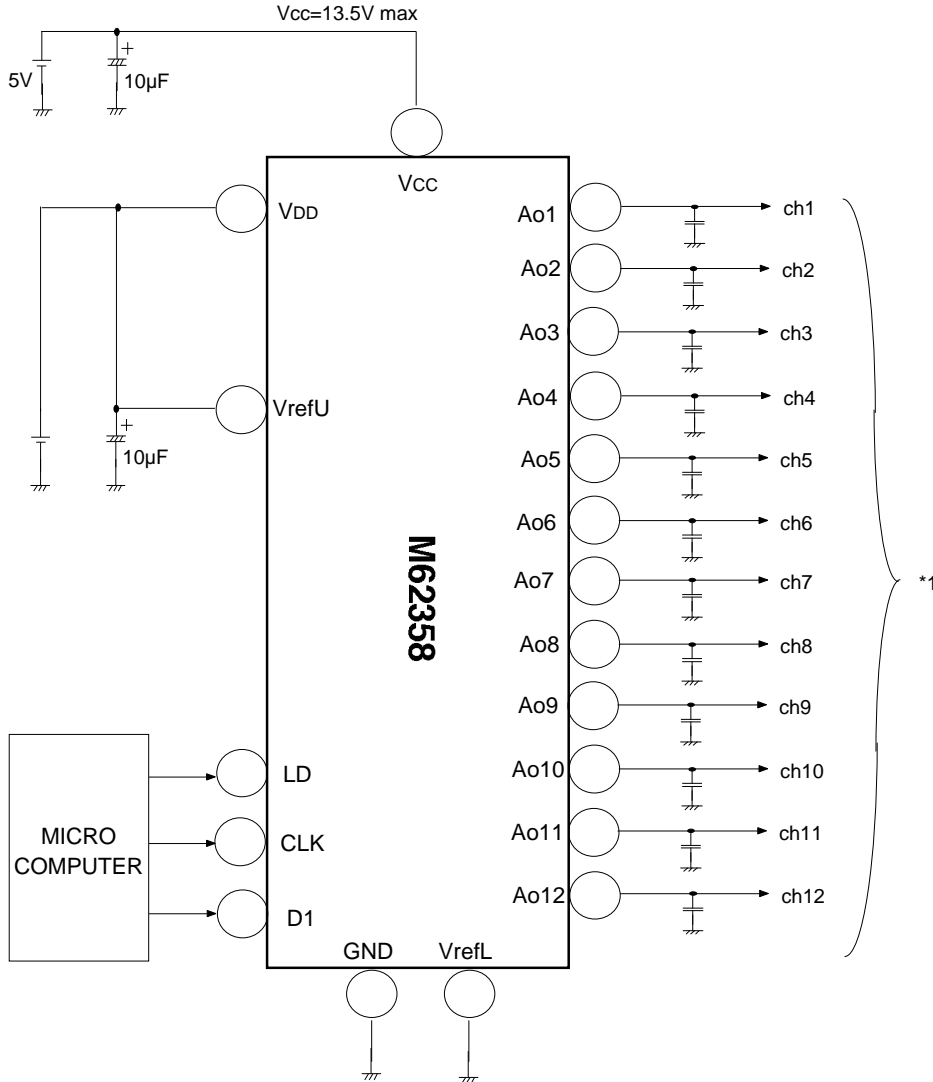 Vcc=13.5V max
5V
+
10µF
VCC
VDD
VrefU
+
10µF
M62358
MICRO
COMPUTER
LD
CLK
D1
GND
VrefL
Ao1
ch1
Ao2
ch2
Ao3
ch3
Ao4
ch4
Ao5
ch5
Ao6
ch6
Ao7
ch7
Ao8
ch8
Ao9
ch9
Ao10
ch10
Ao11
ch11
Ao12
ch12
*1